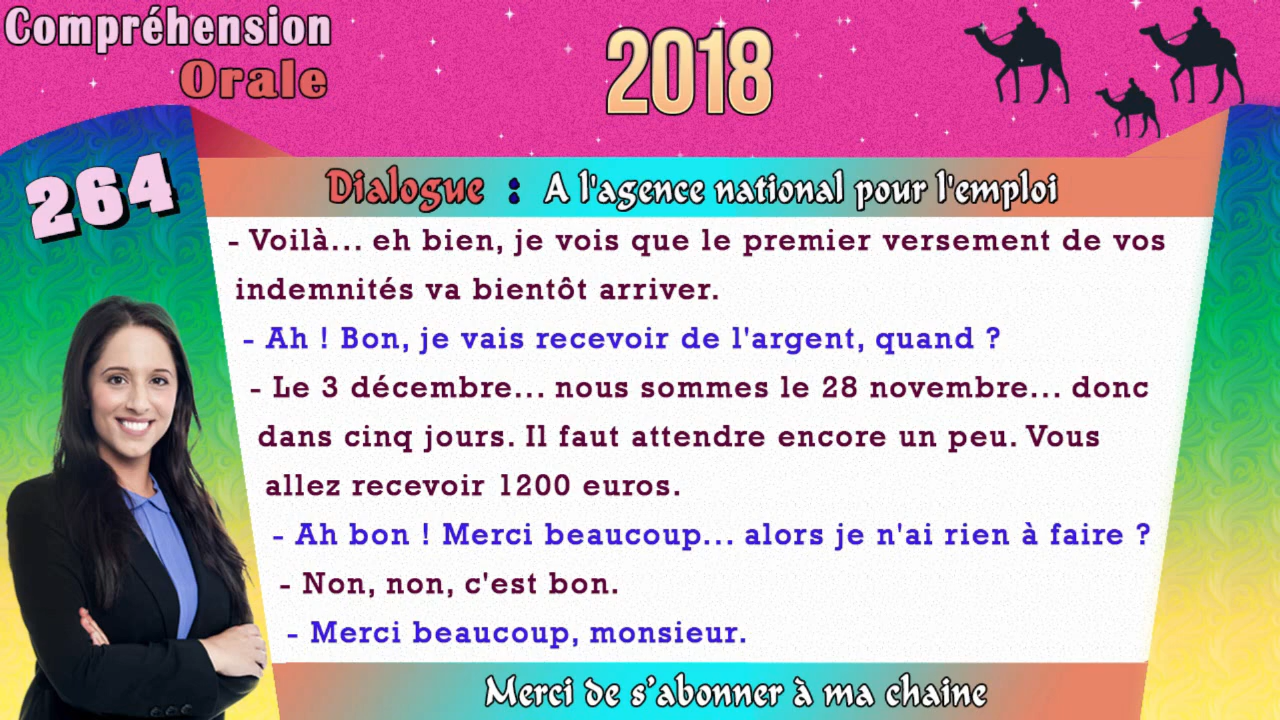 Compréhension
Orale
2018
264
Dialogue : A l'agence national pour l'emploi
- Voilà... eh bien, je vois que le premier versement de vos
indemnités va bientôt arriver.
- Ah ! Bon, je vais recevoir de l'argent, quand ?
- Le 3 décembre... nous sommes le 28 novembre... donc
dans cinq jours. Il faut attendre encore un peu. Vous
allez recevoir 1200 euros.
- Ah bon ! Merci beaucoup... alors je n'ai rien à faire ?
- Non, non, c'est bon.
- Merci beaucoup, monsieur.
Merci de s’abonner à ma chaine